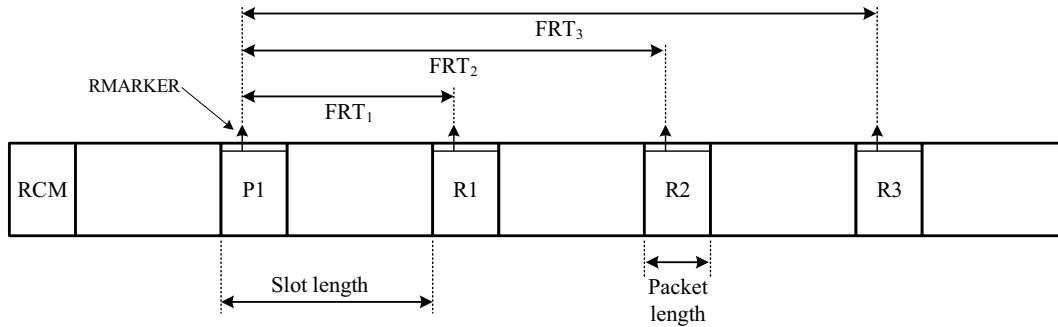 FRT₃
FRT₂
RMARKER
FRT₁
RCM
P1
R1
R2
R3
Slot length
Packet
length